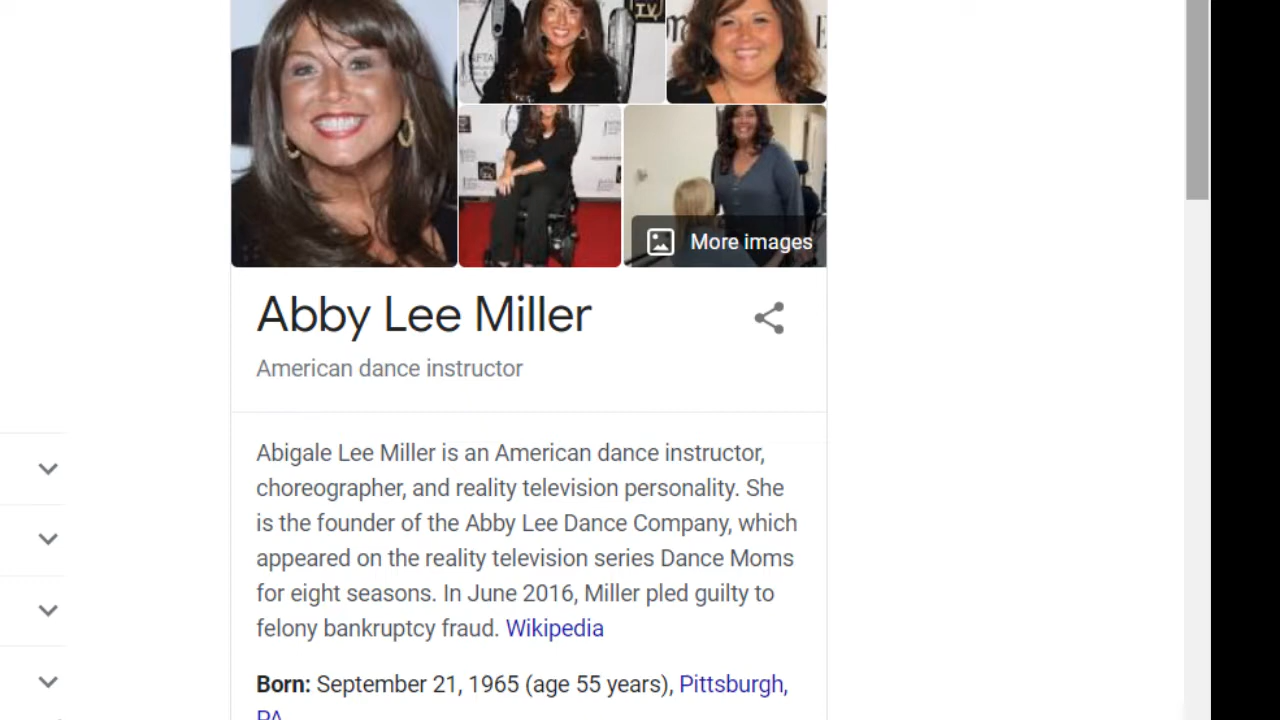 TV
AFTA
E
More images
Abby Lee Miller
American dance instructor
Abigale Lee Miller is an American dance instructor,
choreographer, and reality television personality. She
is the founder of the Abby Lee Dance Company, which
appeared on the reality television series Dance Moms
for eight seasons. In June 2016, Miller pled guilty to
felony bankruptcy fraud. Wikipedia
Born: September 21, 1965 (age 55 years), Pittsburgh,
PA